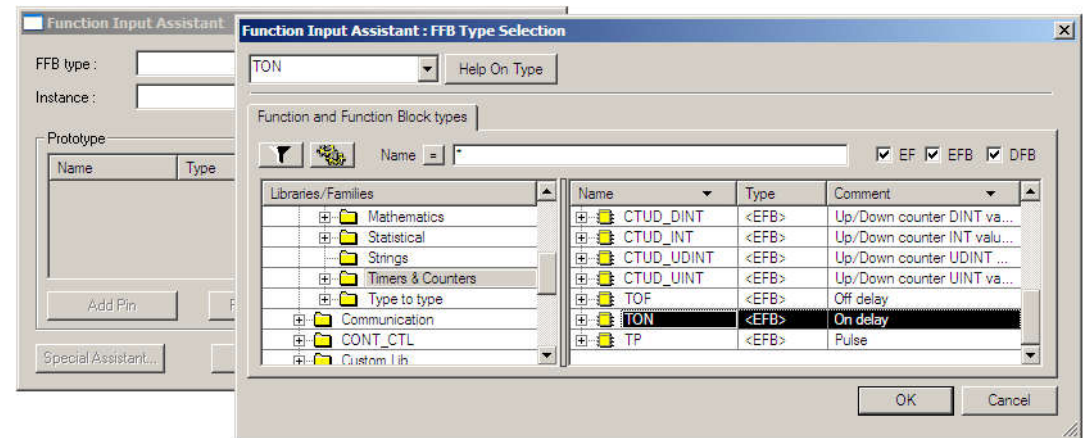 Function Input Assistant
FFB type :
Instance :
Prototype
Name Type
Add Pin
Special Assistant...
Function Input Assistant : FFB Type Selection
TON Help On Type
Function and Function Block types
Name = * EF EFB DFB
Libraries/Families Name Type Comment
Mathematics CTUD_DINT <EFB> Up/Down counter DINT va...
Statistical CTUD_INT <EFB> Up/Down counter INT valu...
Strings CTUD_UDINT <EFB> Up/Down counter UDINT ...
Timers & Counters CTUD_UINT <EFB> Up/Down counter UINT va...
Type to type TOF <EFB> Off delay
Communication TON <EFB> On delay
CONT_CTL TP <EFB> Pulse
Custom Lib
OK Cancel